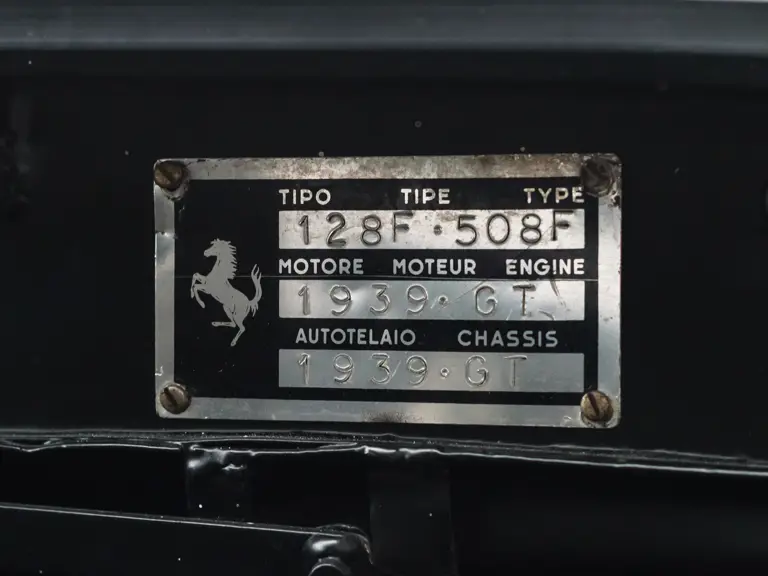 TIPO TIPE TYPE
128F·508F
MOTORE MOTEUR ENGINE
1939·GT
AUTOTELAIO CHASSIS
1939·GT